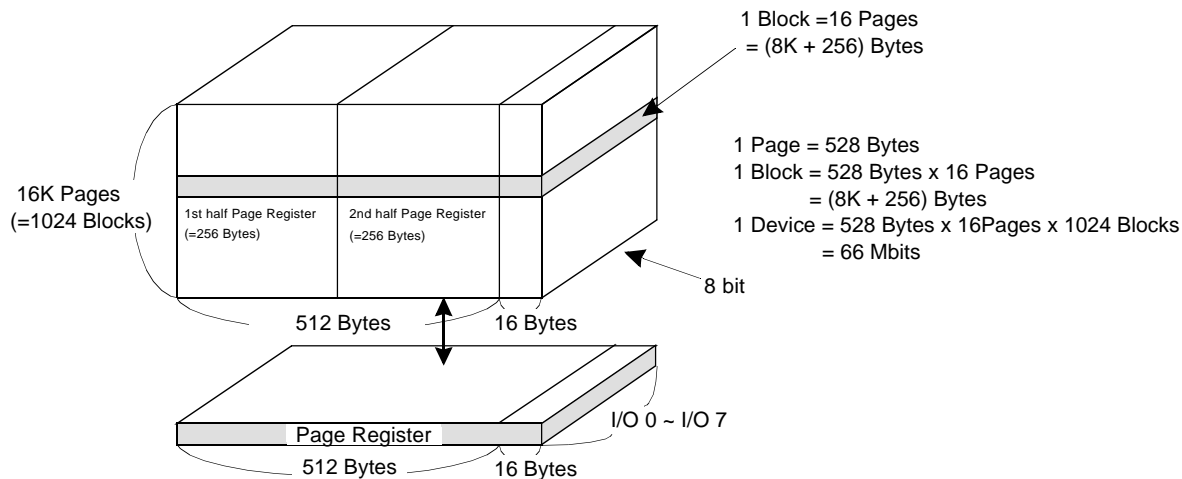 1 Block =16 Pages
= (8K + 256) Bytes
1 Page = 528 Bytes
1 Block = 528 Bytes x 16 Pages
= (8K + 256) Bytes
1 Device = 528 Bytes x 16Pages x 1024 Blocks
= 66 Mbits
16K Pages
(=1024 Blocks)
1st half Page Register
(=256 Bytes)
2nd half Page Register
(=256 Bytes)
8 bit
512 Bytes
16 Bytes
I/O 0 ~ I/O 7
Page Register
512 Bytes
16 Bytes